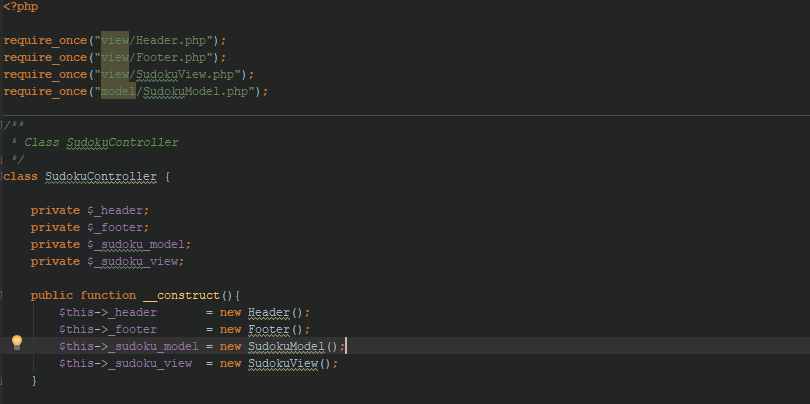 <?php
require_once("view/Header.php");
require_once("view/Footer.php");
require_once("view/SudokuView.php");
require_once("model/SudokuModel.php");
/**
 * Class SudokuController
 */
class SudokuController {
    private $_header;
    private $_footer;
    private $_sudoku_model;
    private $_sudoku_view;
    public function __construct(){
        $this->_header       = new Header();
        $this->_footer       = new Footer();
        $this->_sudoku_model = new SudokuModel();
        $this->_sudoku_view  = new SudokuView();
    }